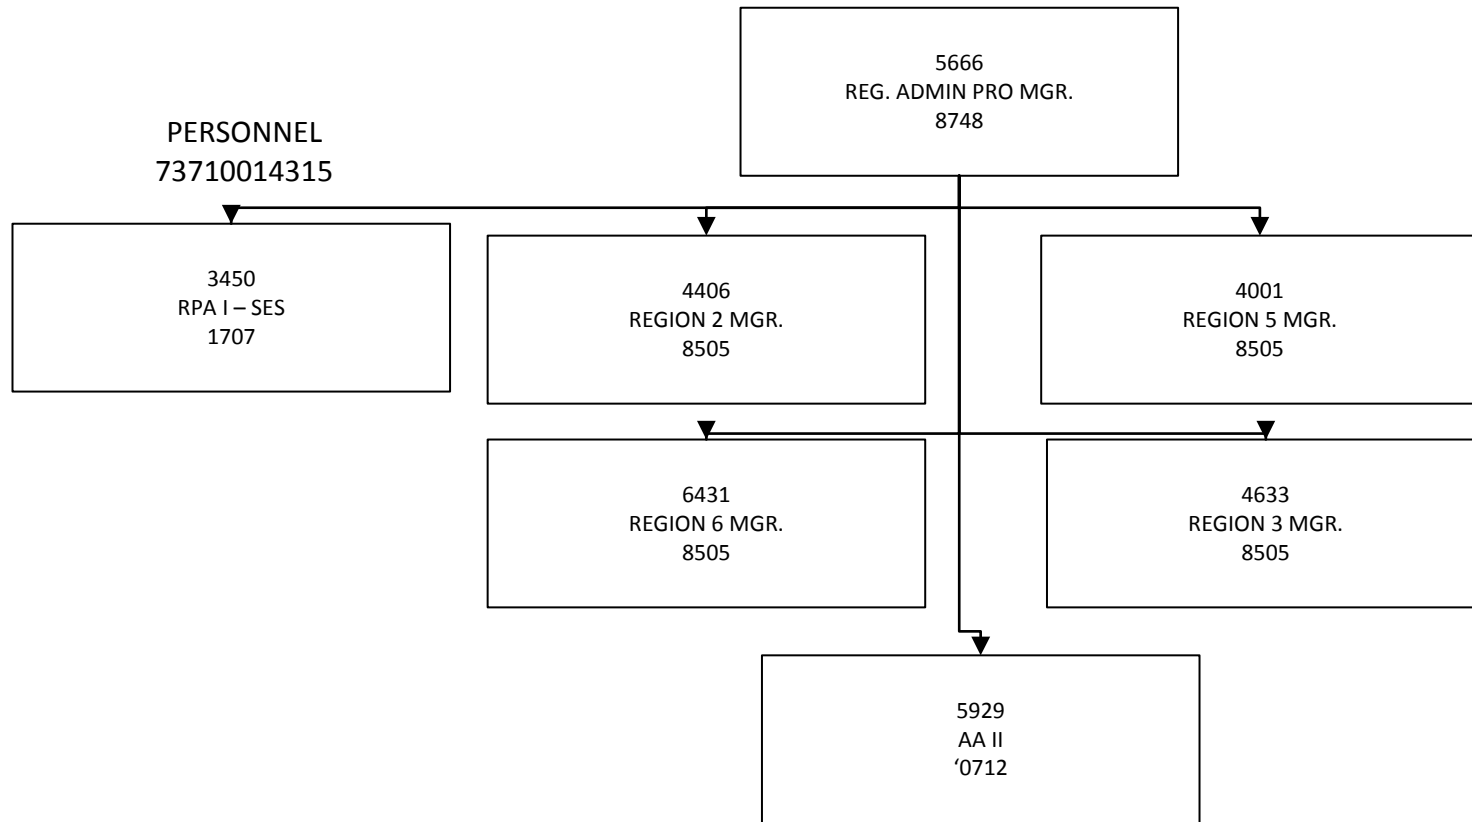 5666
REG. ADMIN PRO MGR.
8748
PERSONNEL
73710014315
3450
RPA I – SES
1707
4406
REGION 2 MGR.
8505
4001
REGION 5 MGR.
8505
6431
REGION 6 MGR.
8505
4633
REGION 3 MGR.
8505
5929
AA II
‘0712